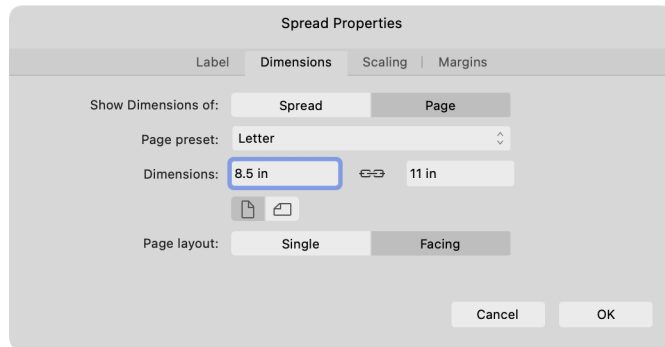 Spread Properties
Label Dimensions Scaling Margins
Show Dimensions of: Spread Page
Page preset: Letter
Dimensions: 8.5 in 11 in
Page layout: Single Facing
Cancel OK